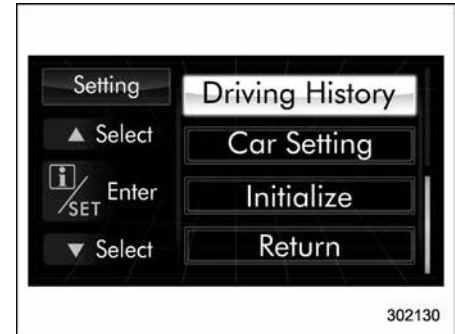 Setting
▲ Select
i/SET Enter
▼ Select
Driving History
Car Setting
Initialize
Return
302130